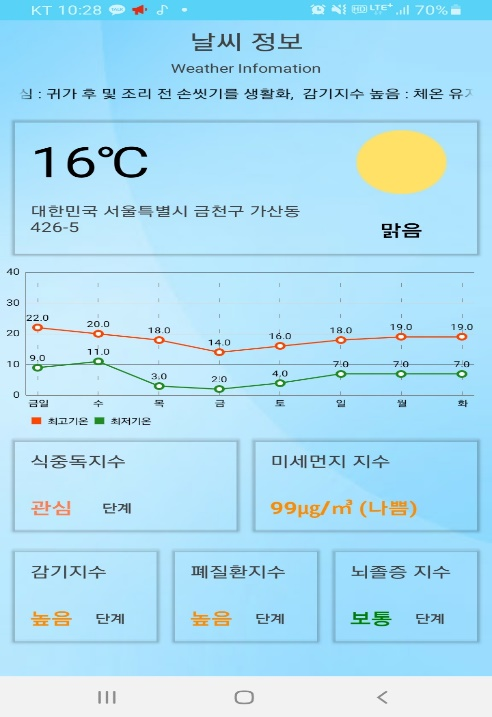 KT 10:28 70%
날씨 정보
Weather Infomation
심 : 귀가 후 및 조리 전 손씻기를 생활화, 감기지수 높음 : 체온 유지
16℃
대한민국 서울특별시 금천구 가산동
426-5
맑음
40
30
20
10
0
22.0 20.0 18.0 14.0 16.0 18.0 19.0 19.0
9.0 11.0 3.0 2.0 4.0 7.0 7.0 7.0
금일 수 목 금 토 일 월 화
최고기온 최저기온
식중독지수 미세먼지 지수
관심 단계 99μg/㎥ (나쁨)
감기지수 폐질환지수 뇌졸증 지수
높음 단계 높음 단계 보통 단계